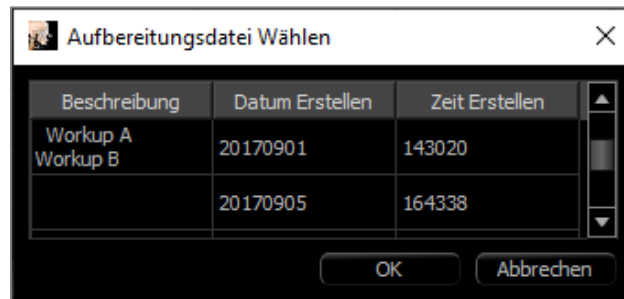 Aufbereitungsdatei Wählen
Beschreibung Datum Erstellen Zeit Erstellen
Workup A
Workup B 20170901 143020
20170905 164338
OK Abbrechen